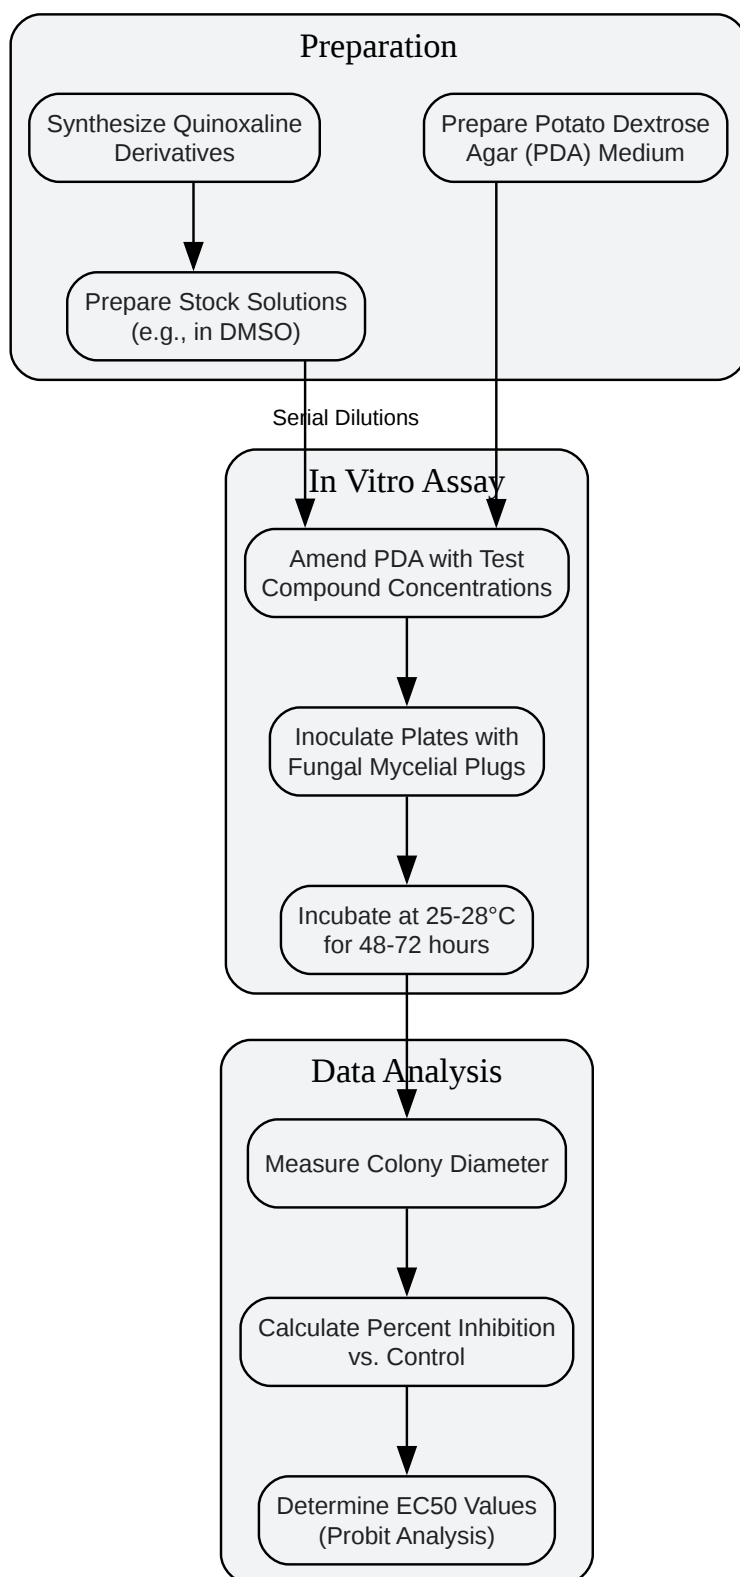 Preparation
Synthesize Quinoxaline
Derivatives
Prepare Potato Dextrose
Agar (PDA) Medium
Prepare Stock Solutions
(e.g., in DMSO)
Serial Dilutions
In Vitro Assay
Amend PDA with Test
Compound Concentrations
Inoculate Plates with
Fungal Mycelial Plugs
Incubate at 25-28°C
for 48-72 hours
Data Analysis
Measure Colony Diameter
Calculate Percent Inhibition
vs. Control
Determine EC50 Values
(Probit Analysis)